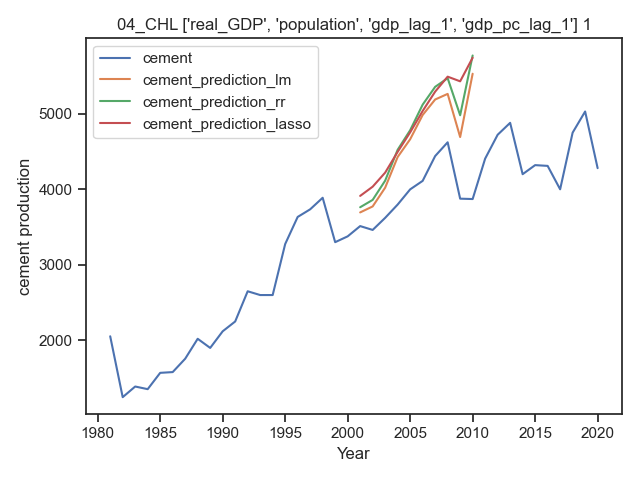 04_CHL ['real_GDP', 'population', 'gdp_lag_1', 'gdp_pc_lag_1'] 1
cement
cement_prediction_lm
cement_prediction_rr
cement_prediction_lasso
cement production
5000
4000
3000
2000
1980 1985 1990 1995 2000 2005 2010 2015 2020
Year